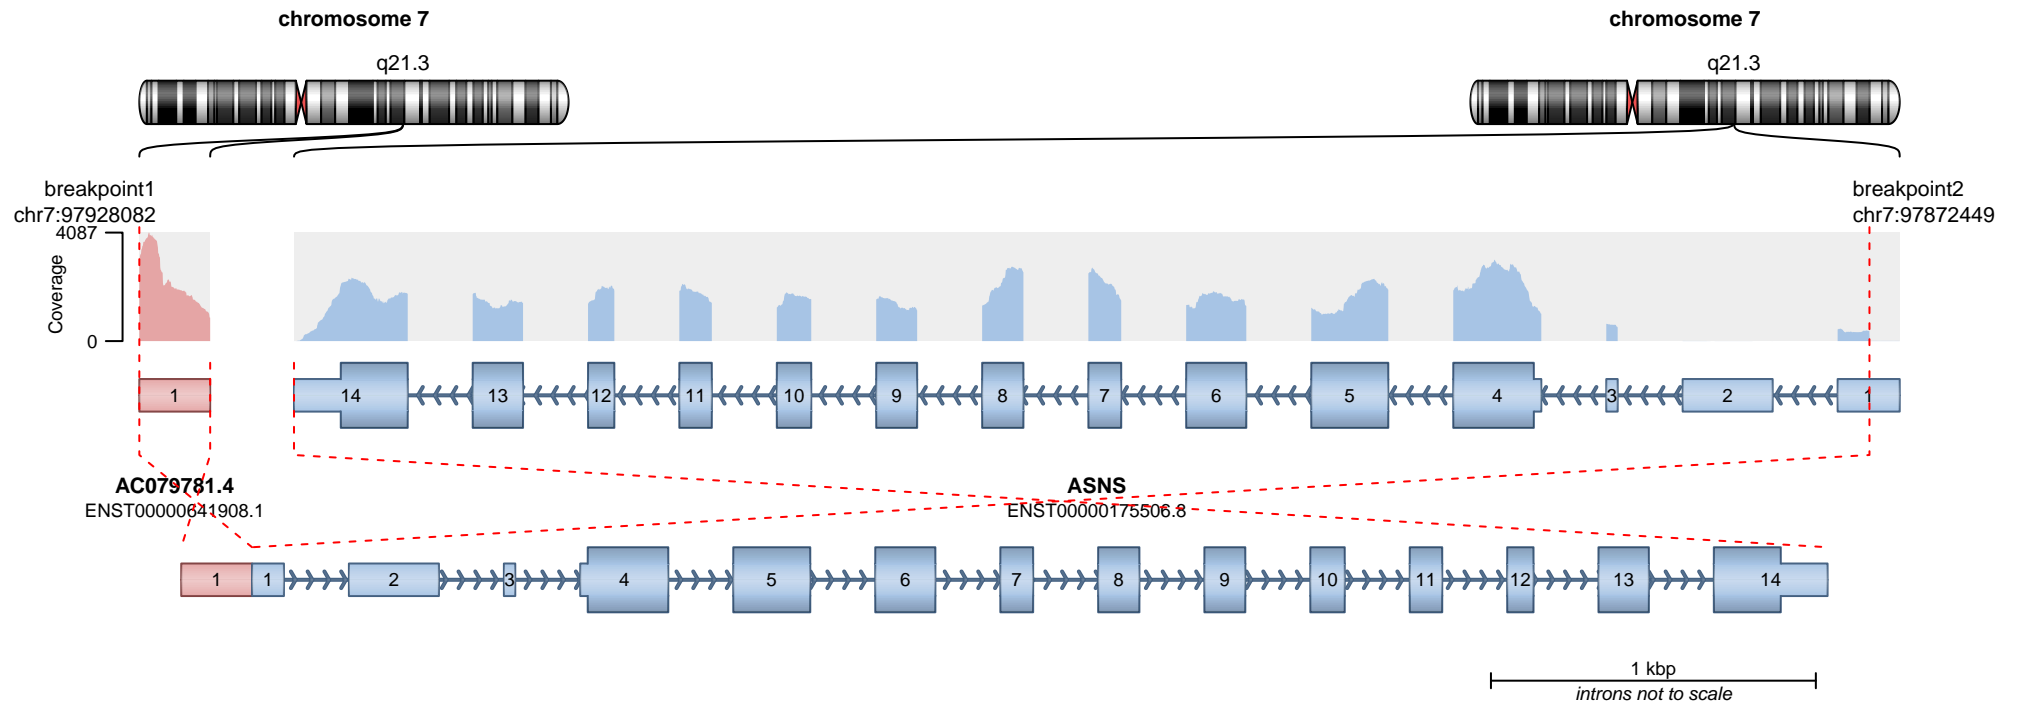 chromosome 7
chromosome 7
q21.3
q21.3
breakpoint1
chr7:97928082
breakpoint2
chr7:97872449
4087
Coverage
0
1
14
13
12
11
10
9
8
7
6
5
4
3
2
1
AC079781.4
ENST00000641908.1
ASNS
ENST00000175506.8
1
1
2
3
4
5
6
7
8
9
10
11
12
13
14
1 kbp
introns not to scale